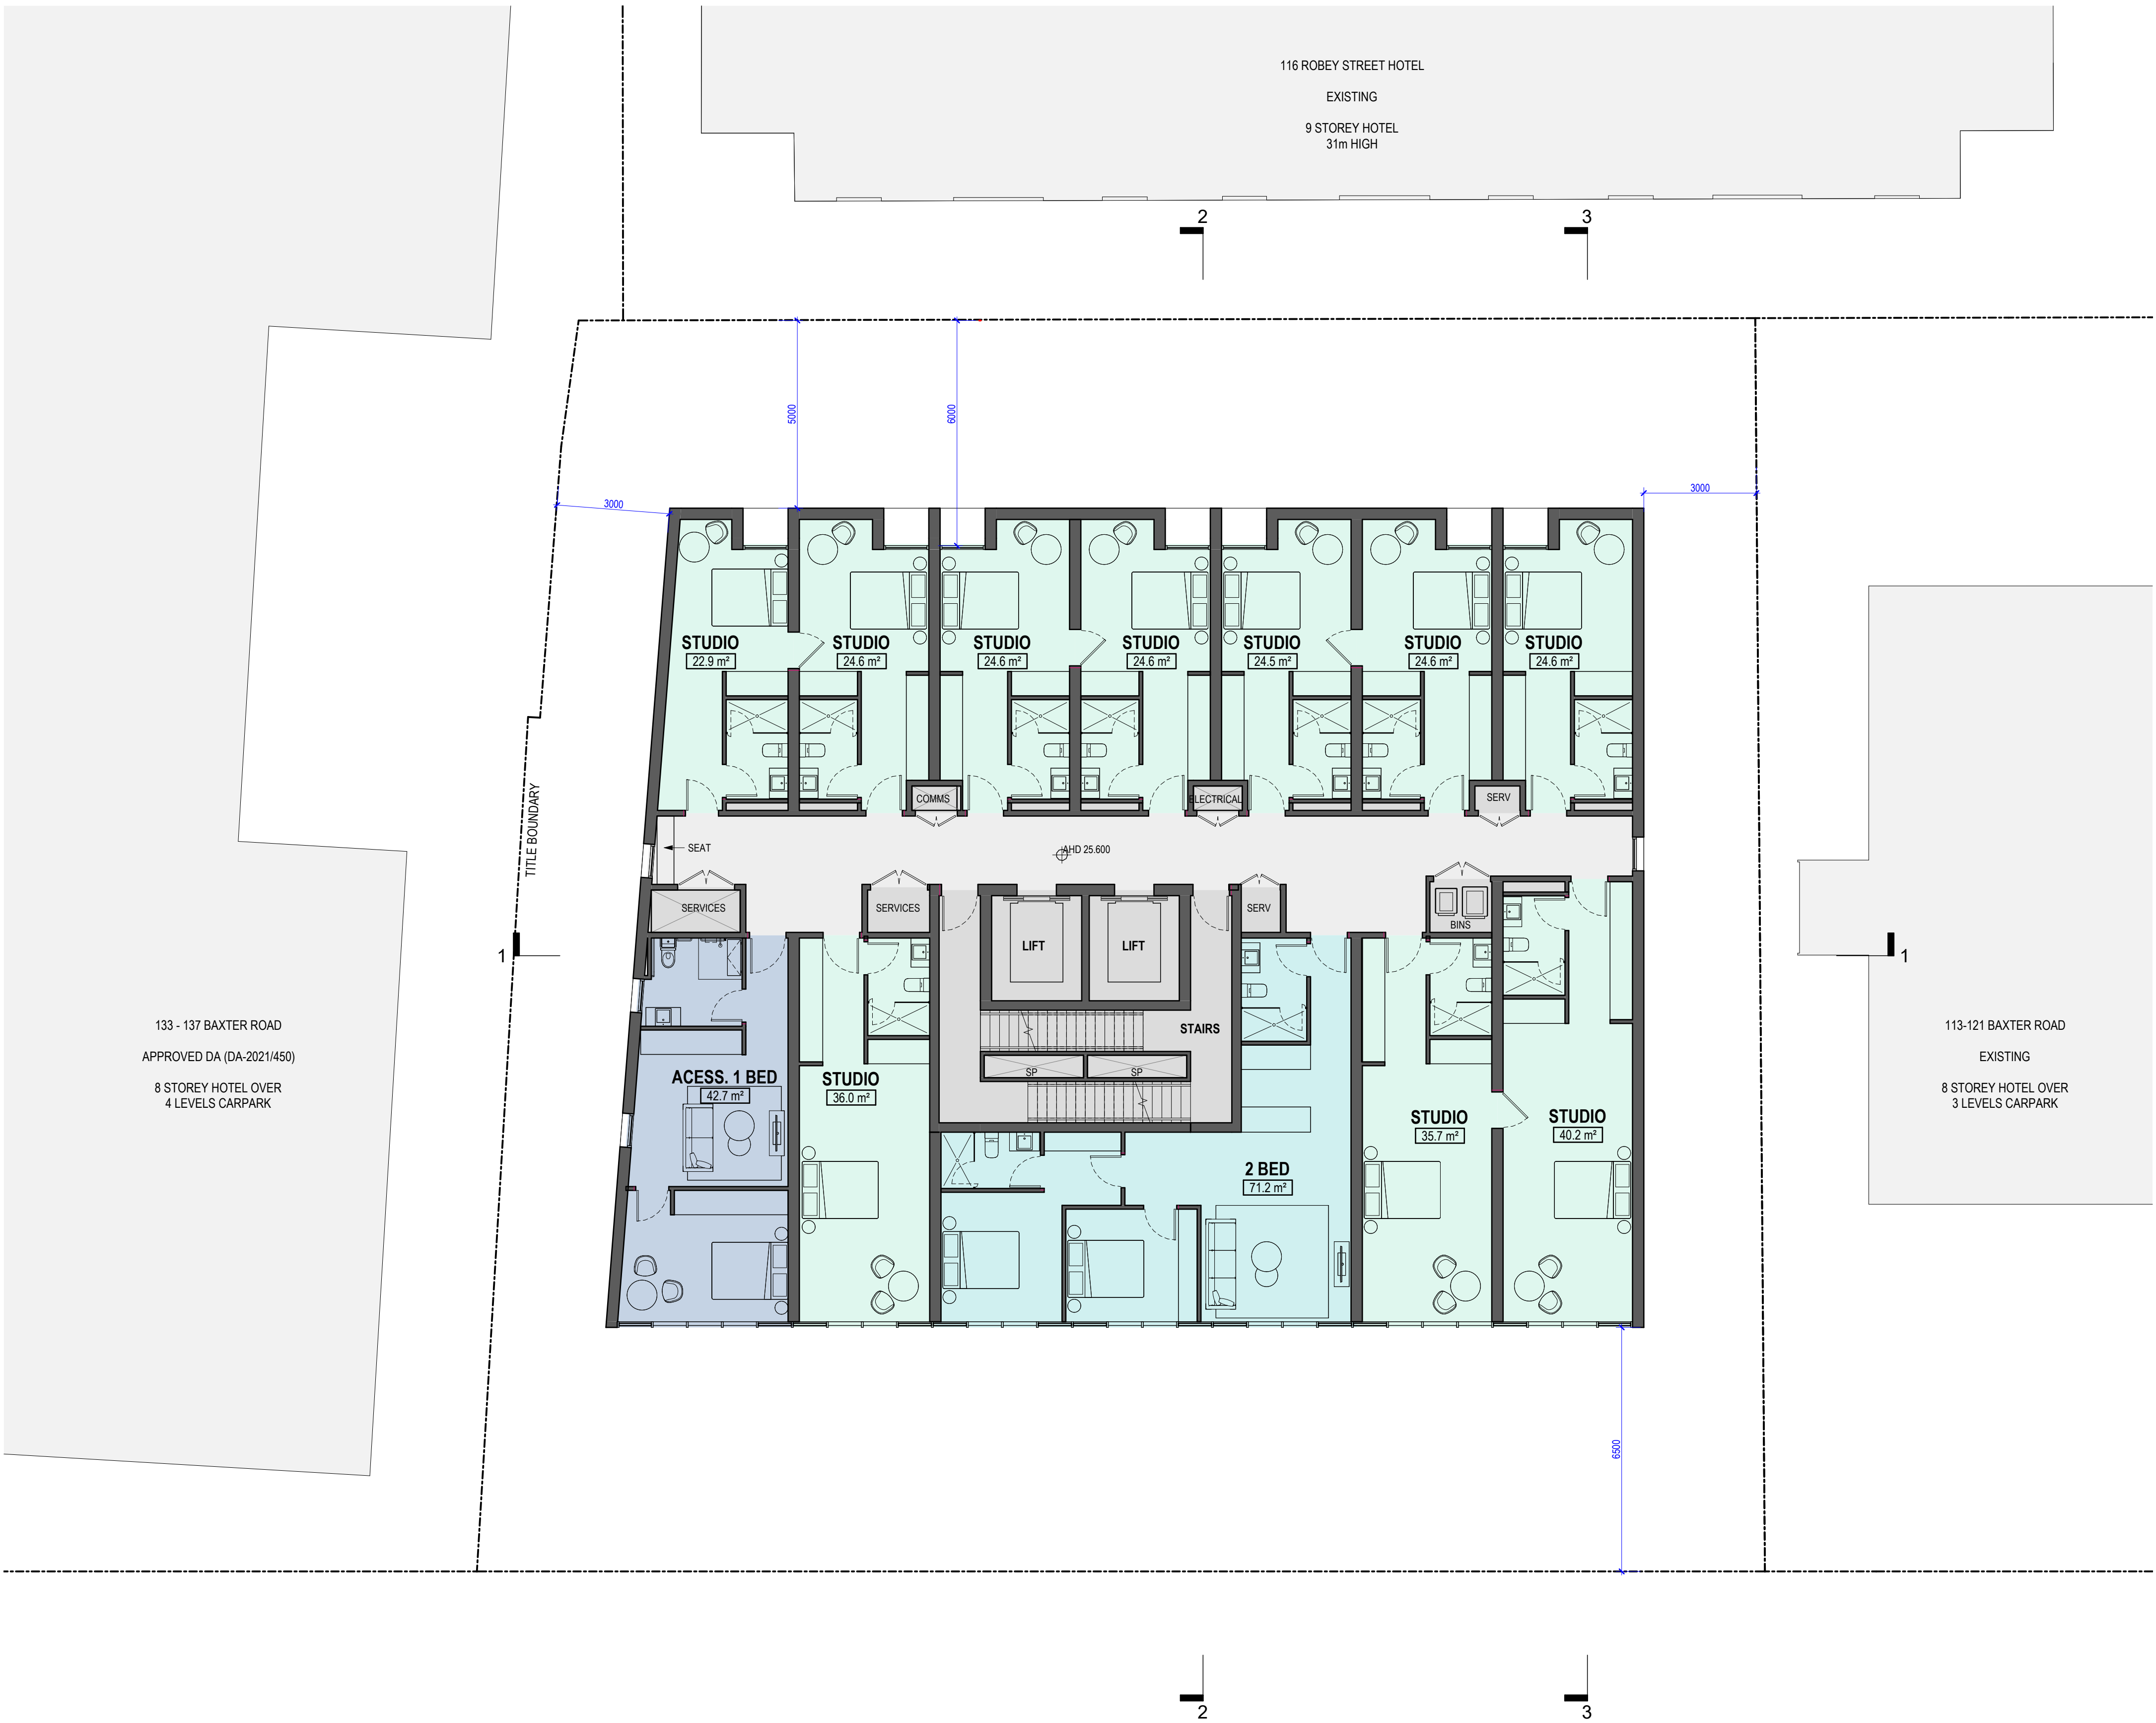 116 ROBEY STREET HOTEL
EXISTING
9 STOREY HOTEL
31m HIGH
2
3
5000
6000
3000
3000
STUDIO
22.9 m²
STUDIO
24.6 m²
STUDIO
24.6 m²
STUDIO
24.6 m²
STUDIO
24.5 m²
STUDIO
24.6 m²
STUDIO
24.6 m²
TITLE BOUNDARY
COMMS
ELECTRICAL
SERV
SEAT
AHD 25.600
SERVICES
SERVICES
SERV
BINS
LIFT
LIFT
1
1
STAIRS
SP
SP
133 - 137 BAXTER ROAD
APPROVED DA (DA-2021/450)
8 STOREY HOTEL OVER
4 LEVELS CARPARK
ACESS. 1 BED
42.7 m²
STUDIO
36.0 m²
2 BED
71.2 m²
STUDIO
35.7 m²
STUDIO
40.2 m²
113-121 BAXTER ROAD
EXISTING
8 STOREY HOTEL OVER
3 LEVELS CARPARK
6500
2
3